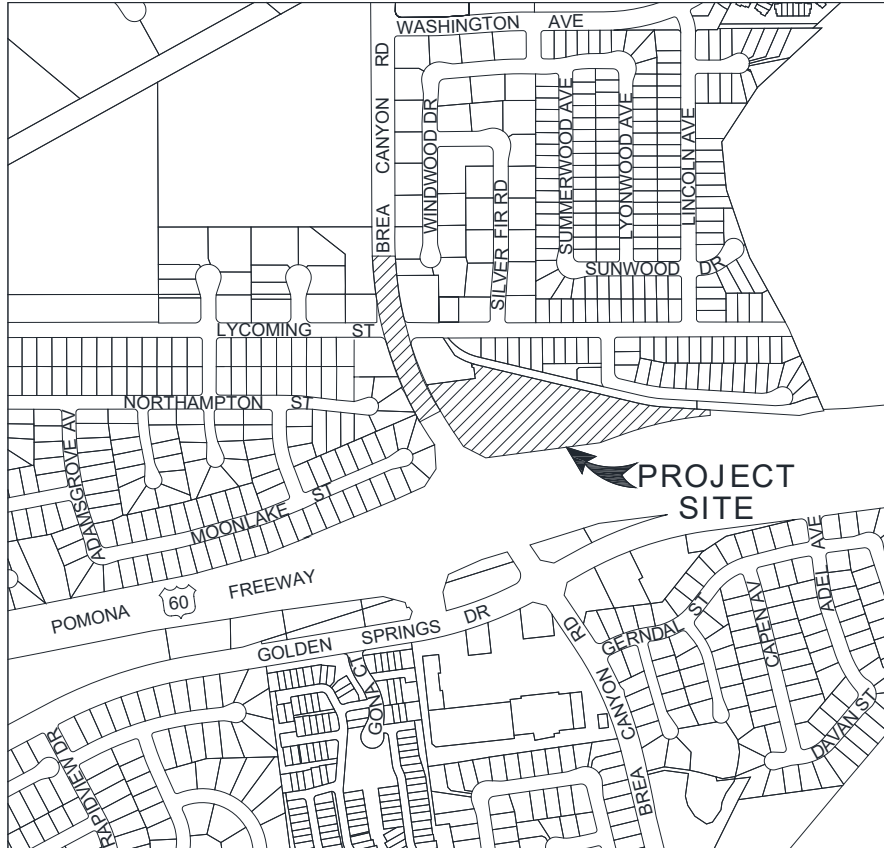 WASHINGTON AVE
BREA CANYON RD
WINDWOOD DR
SILVER FIR RD
SUMMERWOOD AVE
LYONWOOD AVE
LINCOLN AVE
SUNWOOD DR
LYCOMING ST
NORTHAMPTON ST
ADAMSGROVE AV
MOONLAKE ST
PROJECT
SITE
POMONA 60 FREEWAY
GOLDEN SPRINGS DR
GONA CT
BREA CANYON RD
GERNDAL ST
CAPEN AV
ADEL AVE
DAVAN ST
RAPIDVIEW DR